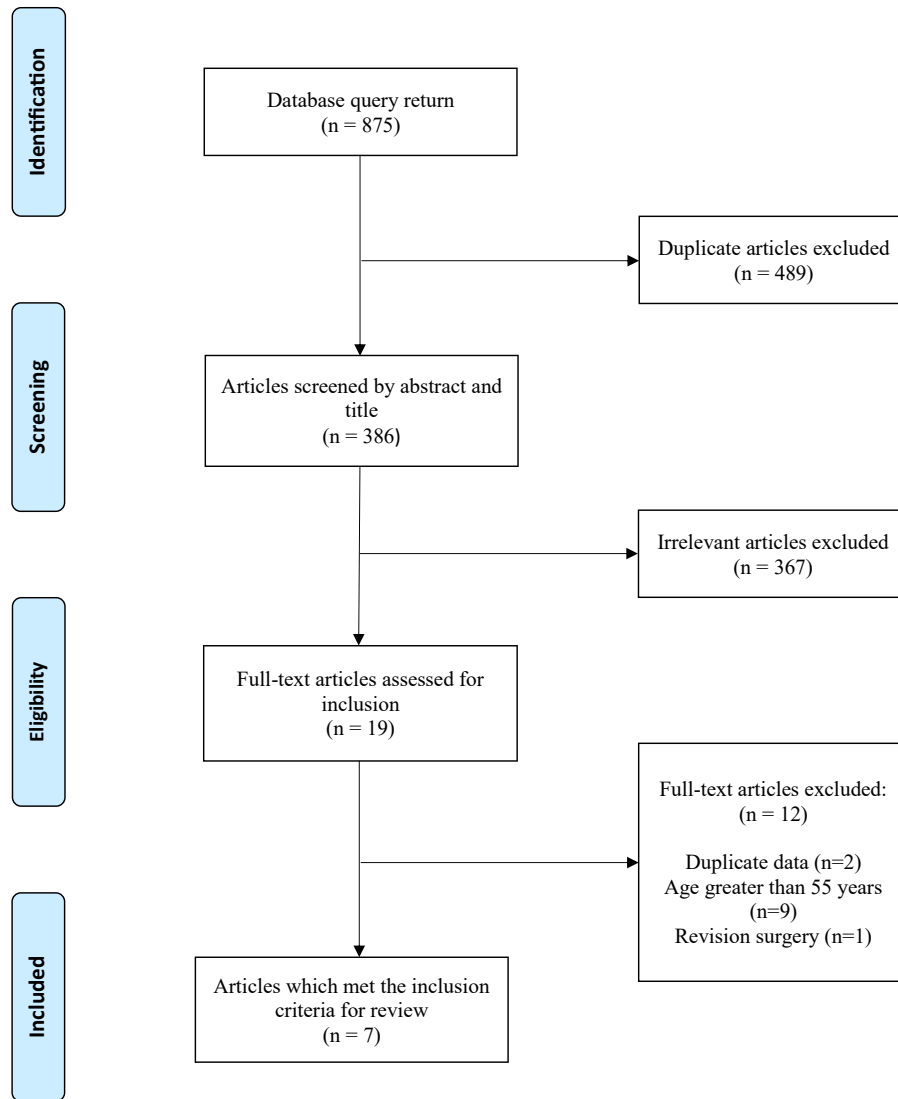 Identification
Database query return
(n = 875)
Duplicate articles excluded
(n = 489)
Screening
Articles screened by abstract and
title
(n = 386)
Irrelevant articles excluded
(n = 367)
Eligibility
Full-text articles assessed for
inclusion
(n = 19)
Full-text articles excluded:
(n = 12)
Duplicate data (n=2)
Age greater than 55 years
(n=9)
Revision surgery (n=1)
Included
Articles which met the inclusion
criteria for review
(n = 7)